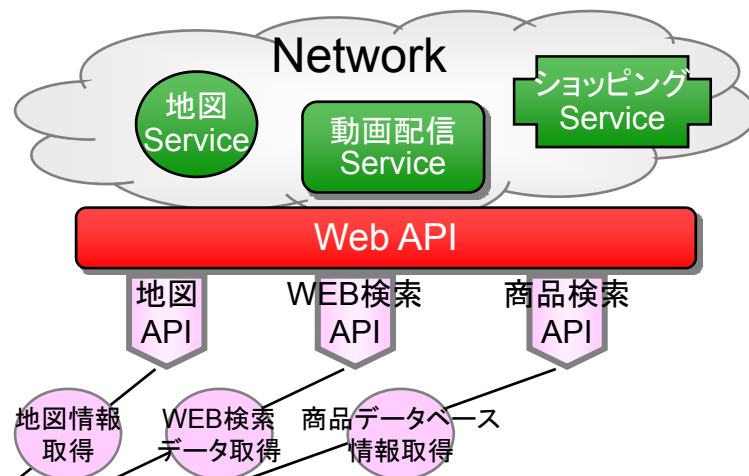 Network
地図
Service
動画配信
Service
ショッピング
Service
Web API
地図
API
WEB検索
API
商品検索
API
地図情報
取得
WEB検索
データ取得
商品データベース
情報取得